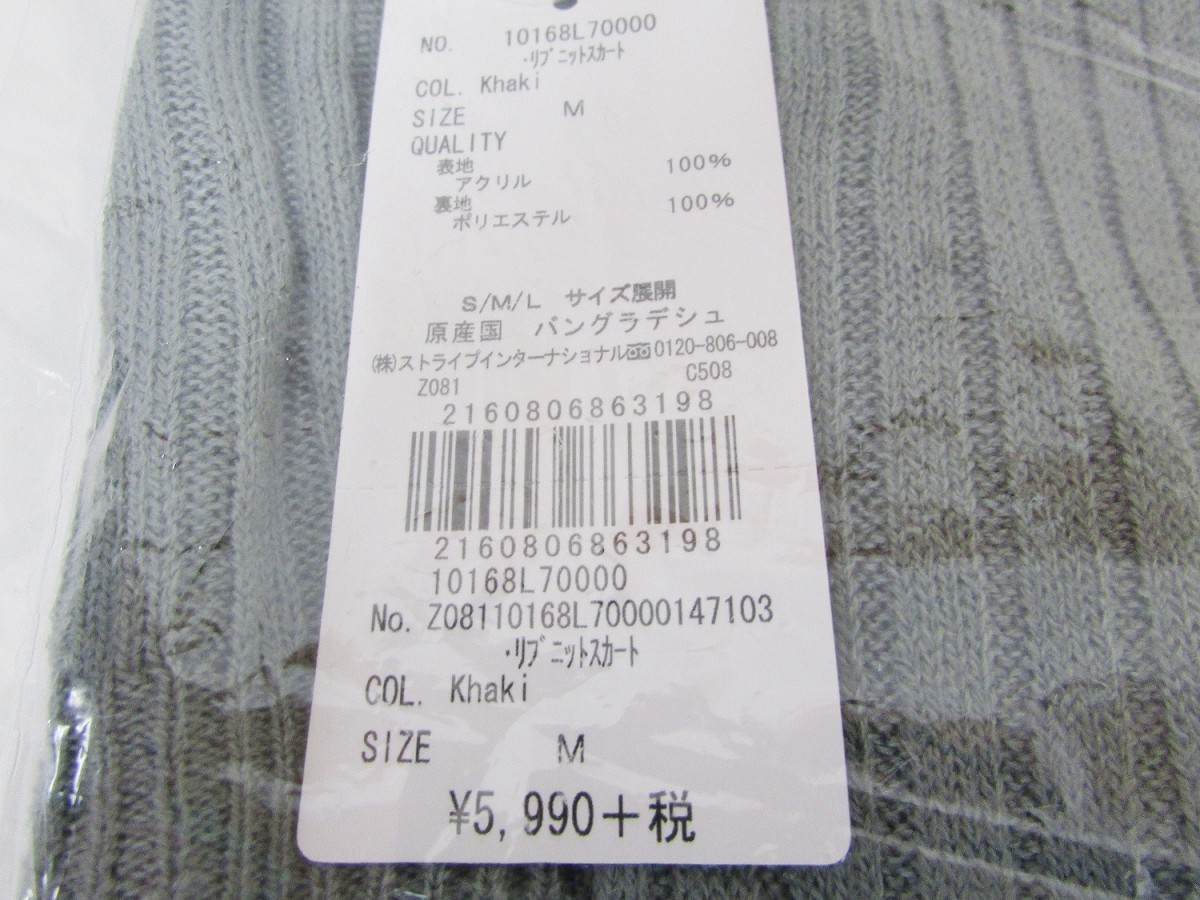 NO. 10168L70000
・リブニットスカート
COL. Khaki
SIZE M
QUALITY
表地 100%
アクリル
裏地 100%
ポリエステル
S/M/L サイズ展開
原産国 バングラデシュ
(株)ストライプインターナショナル 0120-806-008
Z081 C508
2160806863198
2160806863198
10168L70000
No. Z08110168L70000147103
・リブニットスカート
COL. Khaki
SIZE M
¥5,990+税